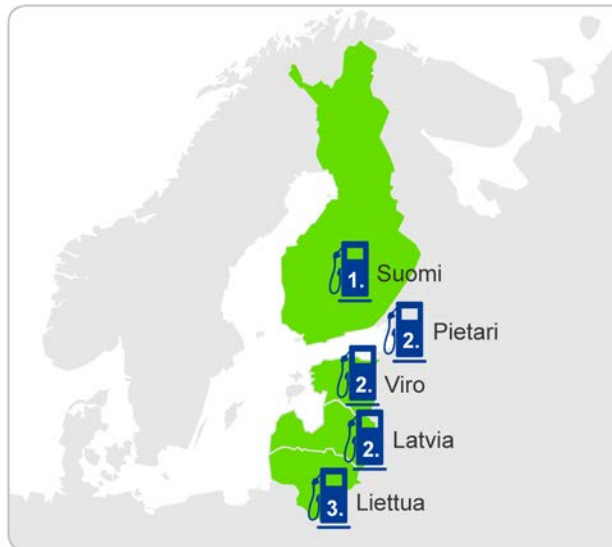 1. Suomi
2. Pietari
2. Viro
2. Latvia
3. Liettua